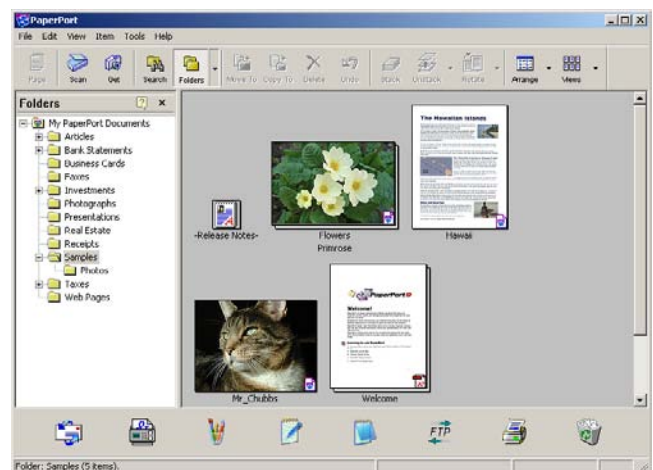 PaperPort
File Edit View Item Tools Help
Page Scan Get Search Folders Move To Copy To Delete Undo Stack Unstack Rotate Arrange Views
Folders
My PaperPort Documents
Articles
Bank Statements
Business Cards
Faxes
Investments
Photographs
Presentations
Real Estate
Receipts
Samples
Photos
Taxes
Web Pages
The Hawaiian Islands
-Release Notes-
Flowers
Primrose
Hawaii
PaperPort
Welcome!
Mr_Chubbs
Welcome
FTP
Folder: Samples (5 items).